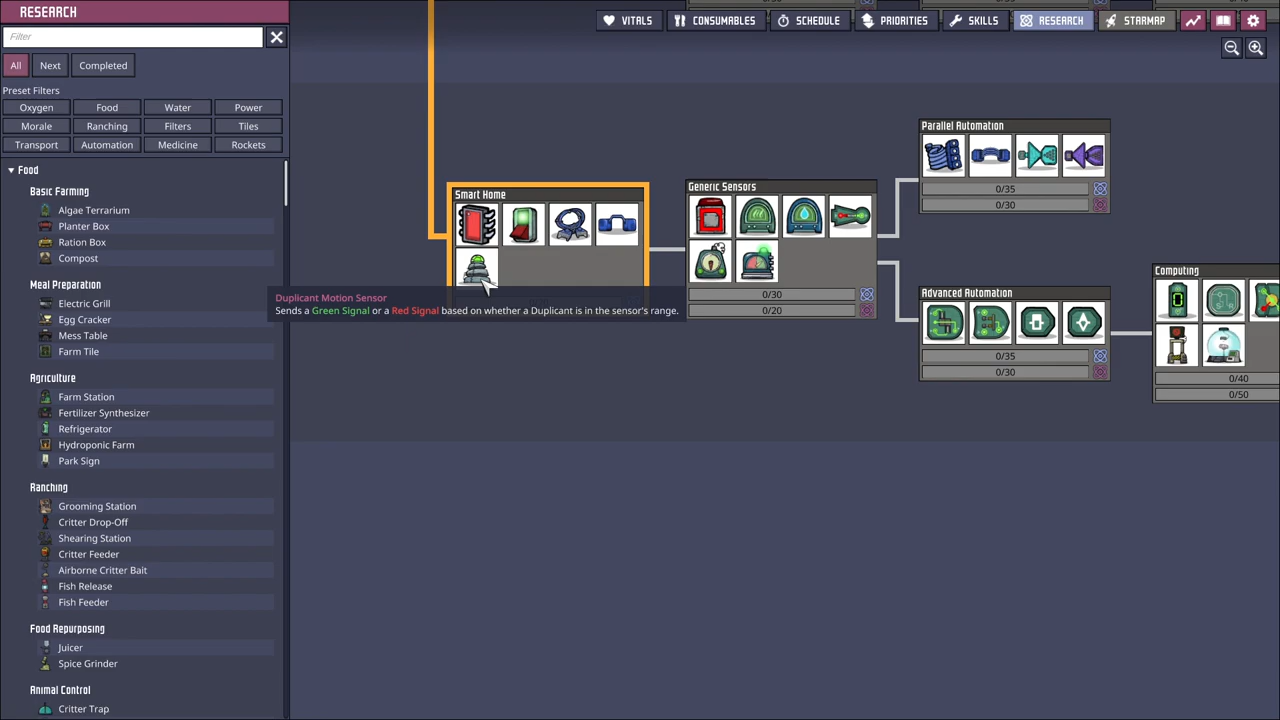 RESEARCH
VITALS
CONSUMABLES
SCHEDULE
PRIORITIES
SKILLS
RESEARCH
STARMAP
Filter
All
Next
Completed
Preset Filters
Oxygen
Food
Water
Power
Morale
Ranching
Filters
Tiles
Transport
Automation
Medicine
Rockets
Food
Basic Farming
Algae Terrarium
Planter Box
Ration Box
Compost
Meal Preparation
Electric Grill
Egg Cracker
Mess Table
Farm Tile
Agriculture
Farm Station
Fertilizer Synthesizer
Refrigerator
Hydroponic Farm
Park Sign
Ranching
Grooming Station
Critter Drop-Off
Shearing Station
Critter Feeder
Airborne Critter Bait
Fish Release
Fish Feeder
Food Repurposing
Juicer
Spice Grinder
Animal Control
Critter Trap
Smart Home
Duplicant Motion Sensor
Sends a Green Signal or a Red Signal based on whether a Duplicant is in the sensor's range.
Generic Sensors
0/30
0/20
Parallel Automation
0/35
0/30
Advanced Automation
0/35
0/30
Computing
0/40
0/50